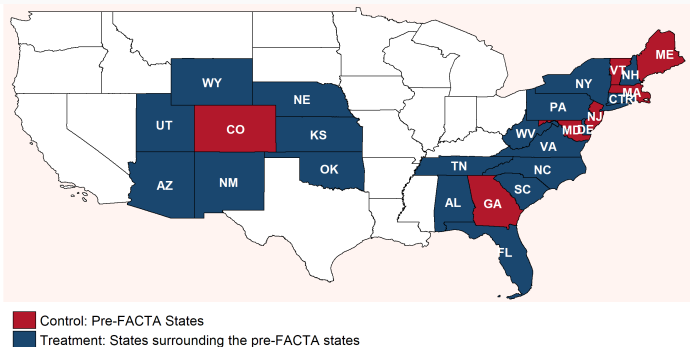 ME
VT
NH
WY
NY
MA
NE
CT
RI
PA
NJ
UT
CO
KS
WV
MD
DE
VA
OK
TN
NC
AZ
NM
SC
AL
GA
FL
Control: Pre-FACTA States
Treatment: States surrounding the pre-FACTA states